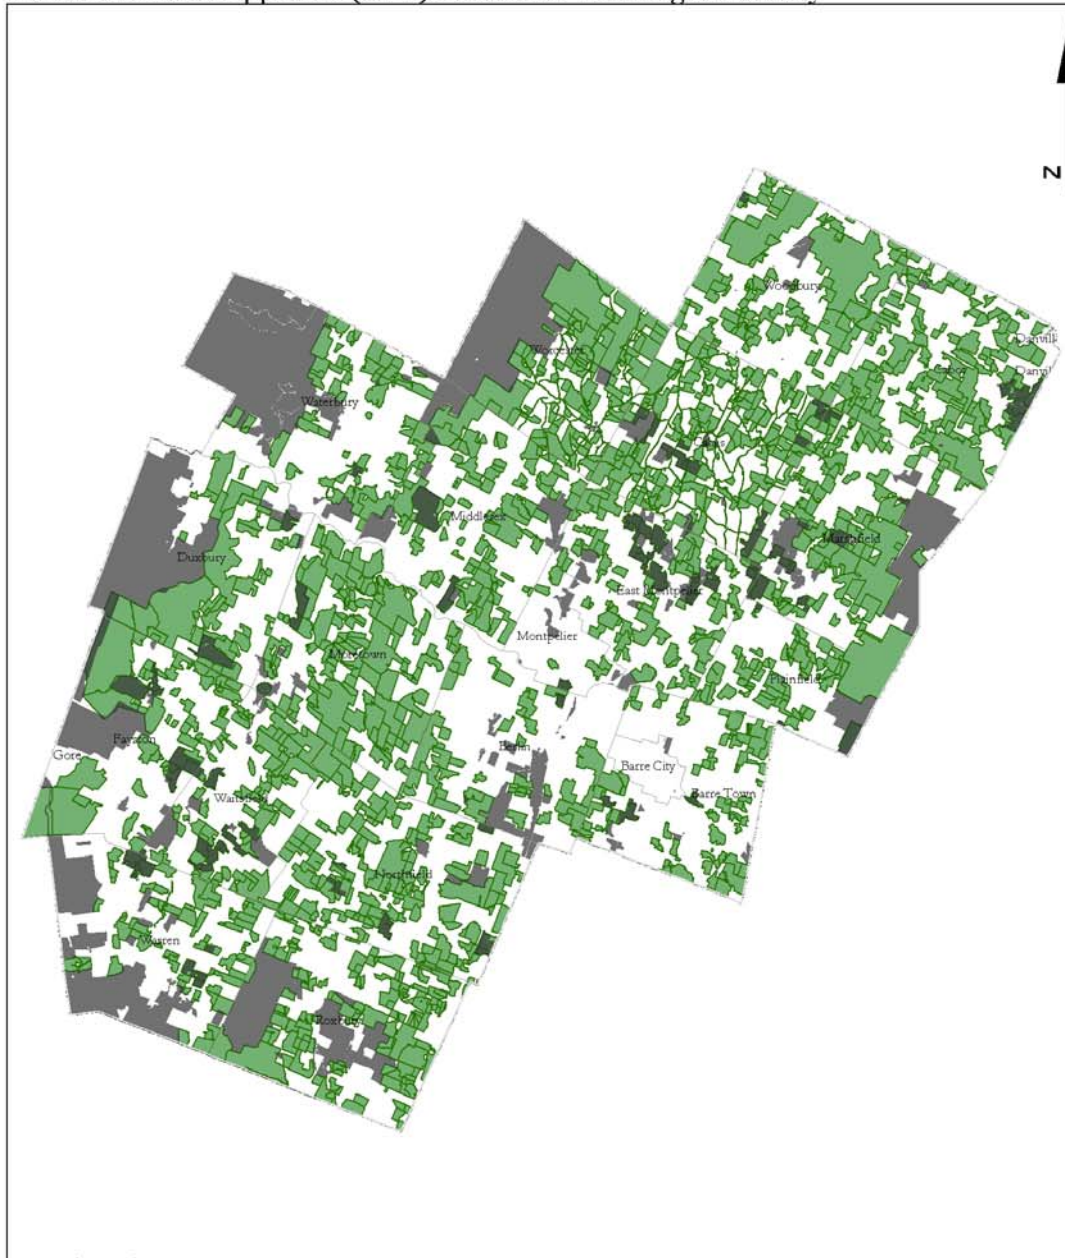 N
Woodbury
Danvill
Worcester
Cabot
Danvil
Waterbury
Calais
Middlesex
Marshfield
Duxbury
East Montpelier
Montpelier
Moretown
Plainfield
Fayston
Berlin
Gore
Barre City
Barre Town
Waitsfield
Northfield
Warren
Roxbury